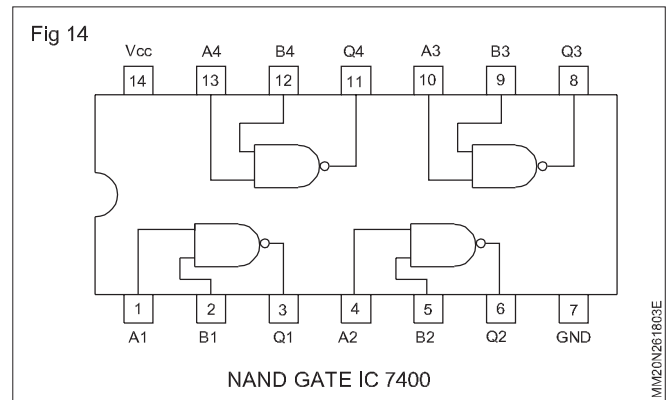 Fig 14
Vcc A4 B4 Q4 A3 B3 Q3
14 13 12 11 10 9 8
1 2 3 4 5 6 7
A1 B1 Q1 A2 B2 Q2 GND
NAND GATE IC 7400
MM20N261803E